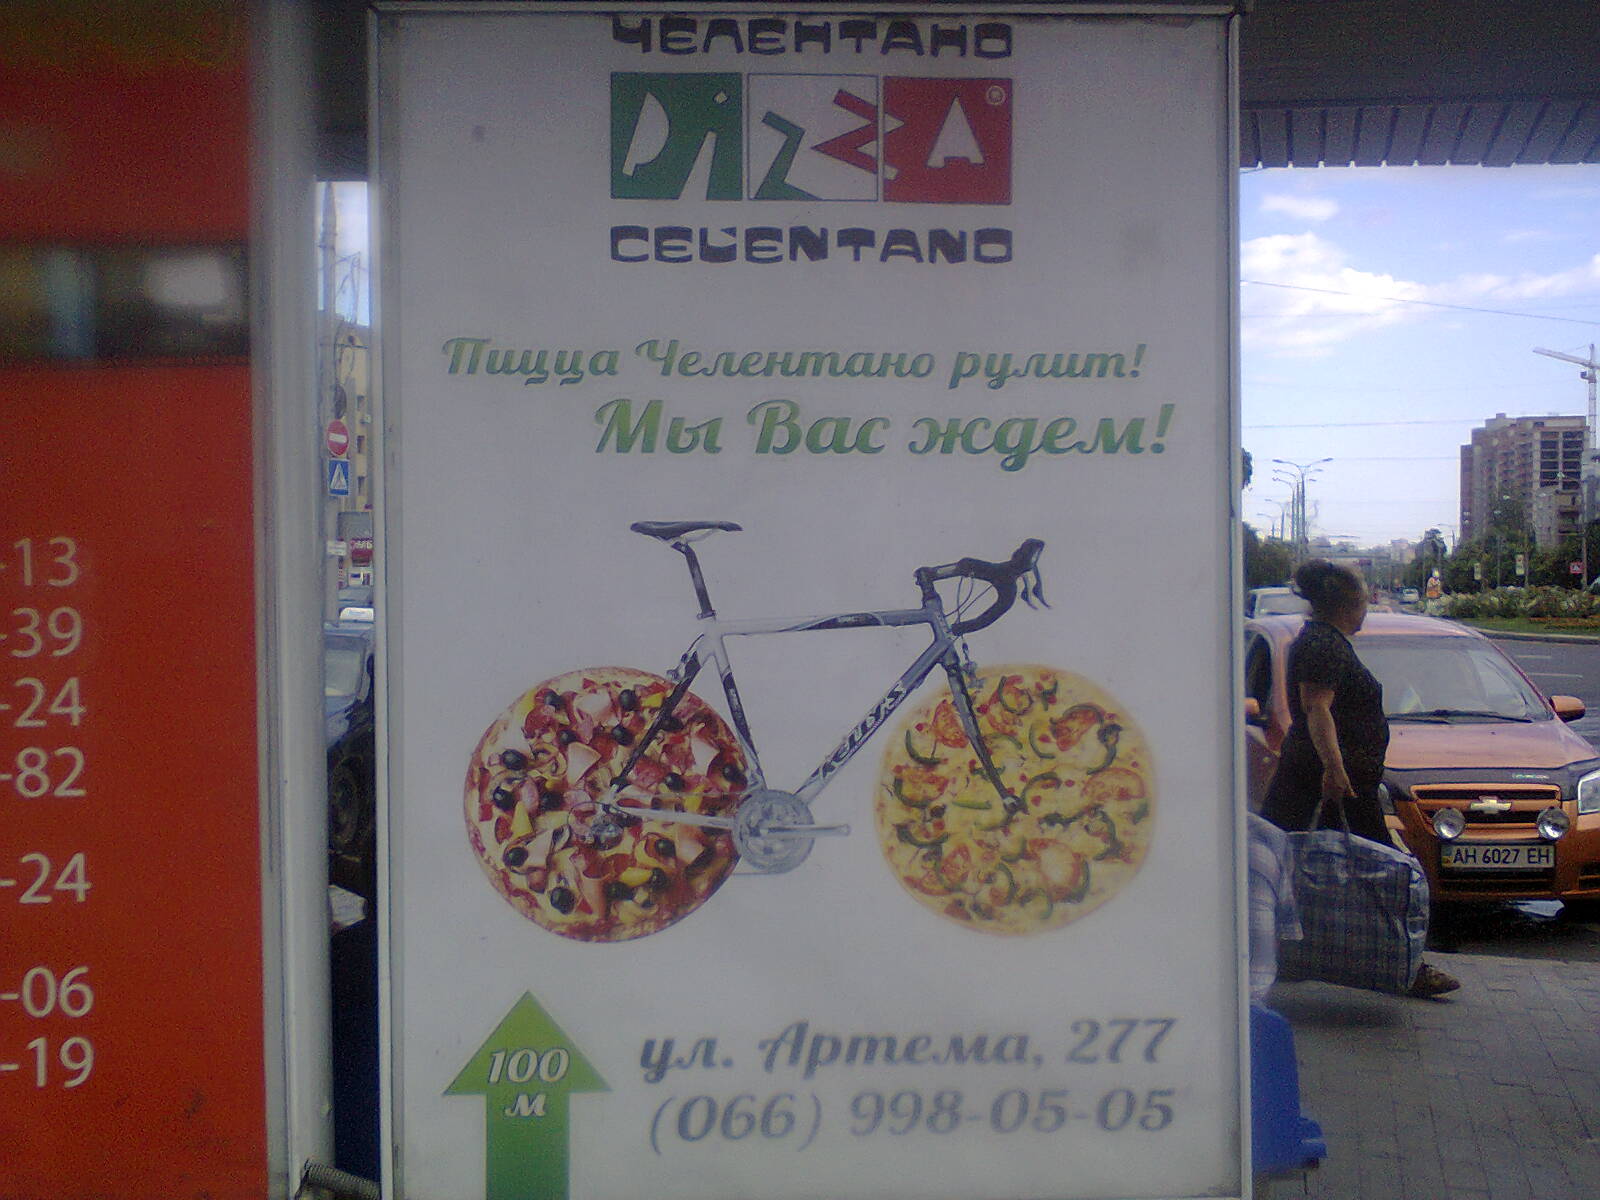 ЧЕЛЕНТАНО
PIZZA®
CELENTANO
Пицца Челентано рулит!
Мы Вас ждем!
100
м
ул. Артема, 277
(066) 998-05-05
-13
-39
-24
-82
-24
-06
-19
AH 6027 EH